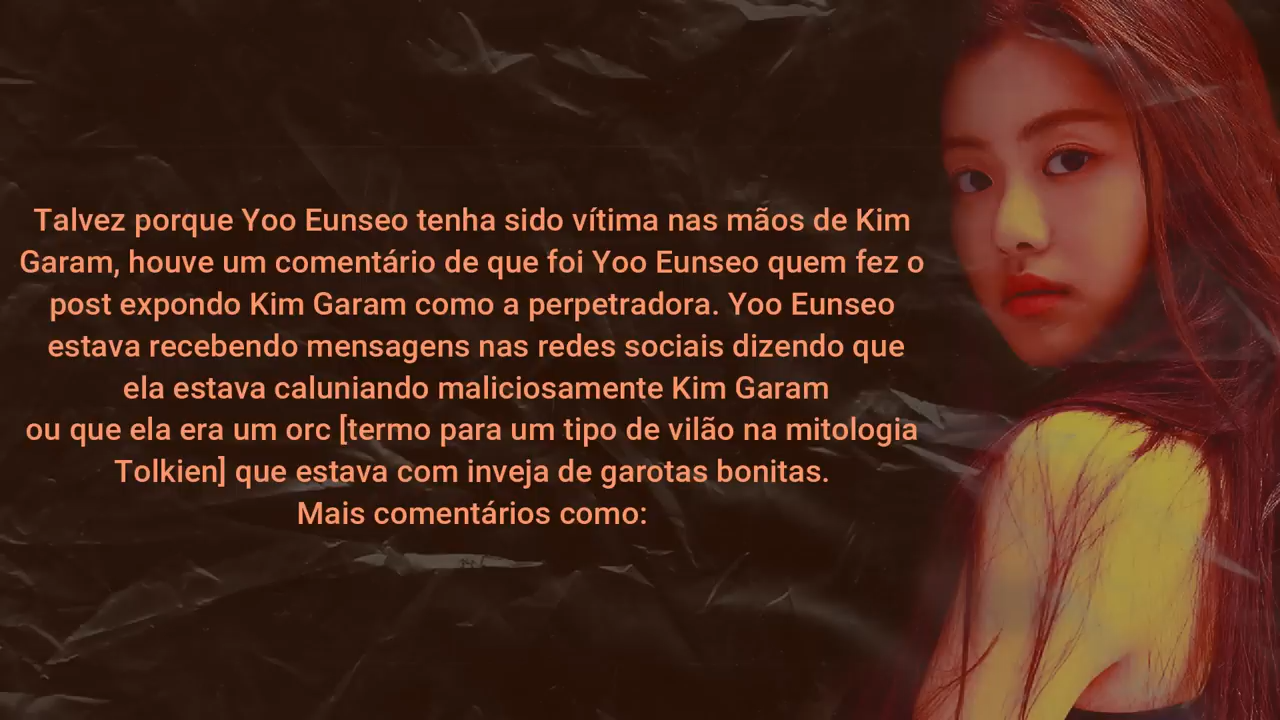 Talvez porque Yoo Eunseo tenha sido vítima nas mãos de Kim
Garam, houve um comentário de que foi Yoo Eunseo quem fez o
post expondo Kim Garam como a perpetradora. Yoo Eunseo
estava recebendo mensagens nas redes sociais dizendo que
ela estava caluniando maliciosamente Kim Garam
ou que ela era um orc [termo para um tipo de vilão na mitologia
Tolkien] que estava com inveja de garotas bonitas.
Mais comentários como: